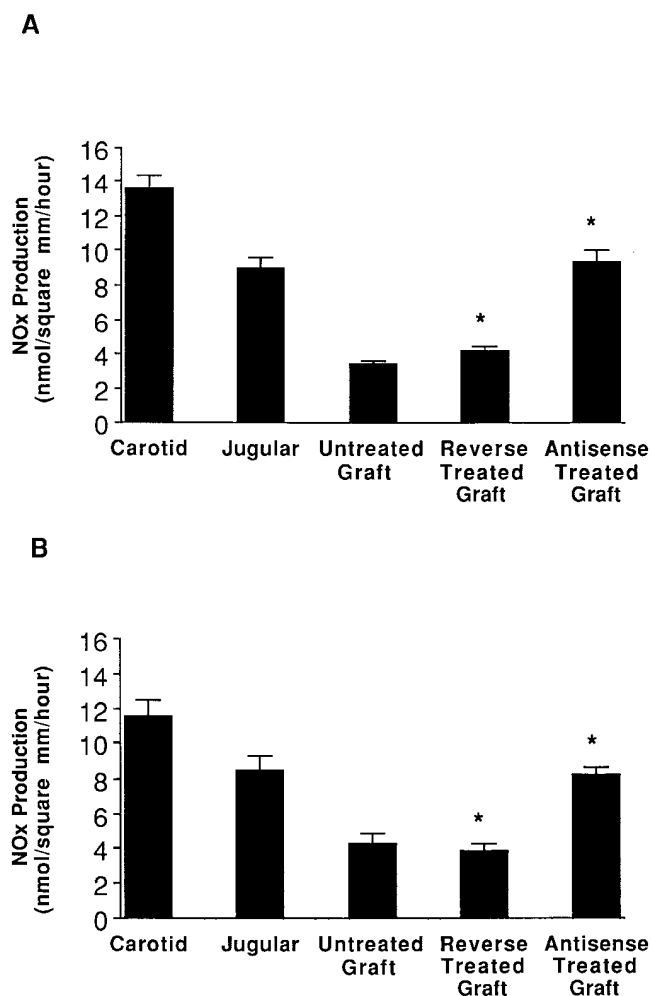 A
NOx Production
(nmol/square mm/hour)
16
14
12
10
8
6
4
2
0
*
*
Carotid
Jugular
Untreated
Graft
Reverse
Treated
Graft
Antisense
Treated
Graft
B
NOx Production
(nmol/square mm/hour)
16
14
12
10
8
6
4
2
0
*
*
Carotid
Jugular
Untreated
Graft
Reverse
Treated
Graft
Antisense
Treated
Graft